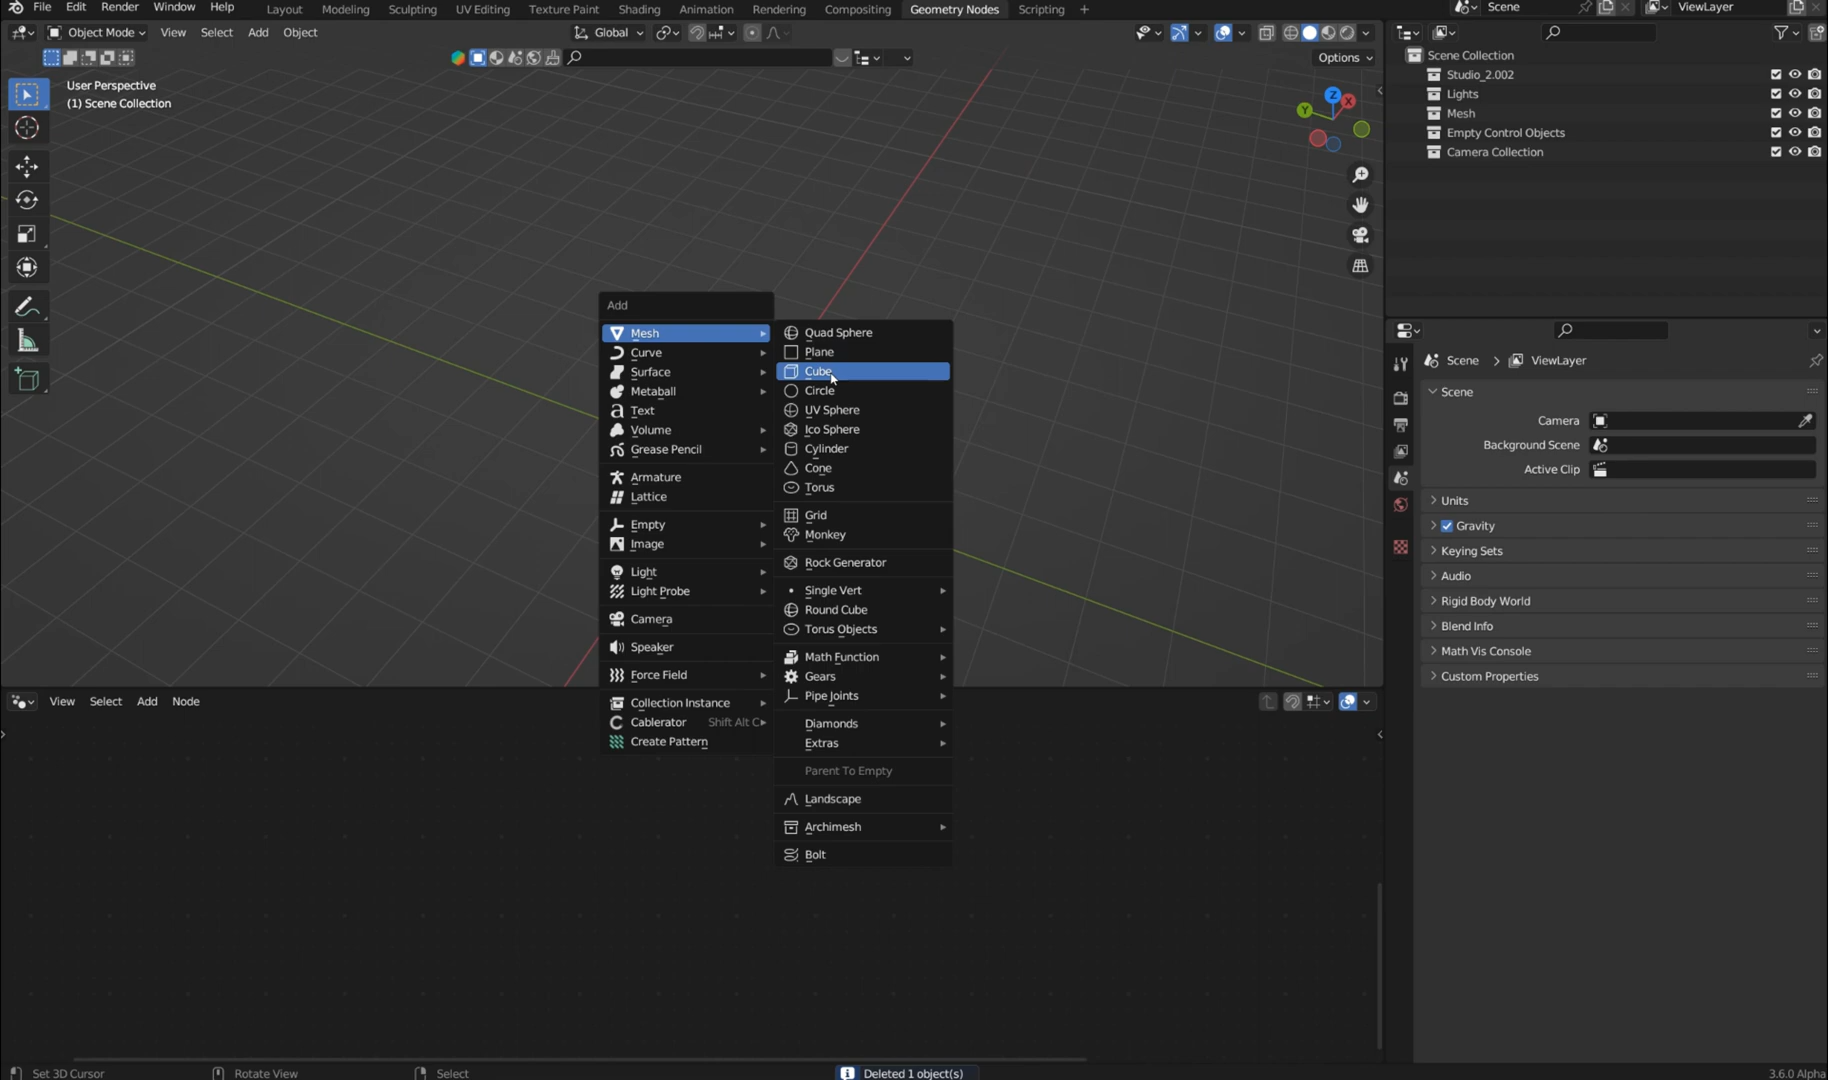 File Edit Render Window Help Layout Modeling Sculpting UV Editing Texture Paint Shading Animation Rendering Compositing Geometry Nodes Scripting + Scene ViewLayer
Object Mode View Select Add Object Global
Options
User Perspective
(1) Scene Collection
Z
X
Y
Scene Collection
Studio_2.002
Lights
Mesh
Empty Control Objects
Camera Collection
Add
Mesh
Curve
Surface
Metaball
Text
Volume
Grease Pencil
Armature
Lattice
Empty
Image
Light
Light Probe
Camera
Speaker
Force Field
Collection Instance
Cablerator Shift Alt C
Create Pattern
Quad Sphere
Plane
Cube
Circle
UV Sphere
Ico Sphere
Cylinder
Cone
Torus
Grid
Monkey
Rock Generator
Single Vert
Round Cube
Torus Objects
Math Function
Gears
Pipe Joints
Diamonds
Extras
Parent To Empty
Landscape
Archimesh
Bolt
Scene > ViewLayer
Scene
Camera
Background Scene
Active Clip
Units
Gravity
Keying Sets
Audio
Rigid Body World
Blend Info
Math Vis Console
Custom Properties
View Select Add Node
Set 3D Cursor Rotate View Select Deleted 1 object(s) 3.6.0 Alpha